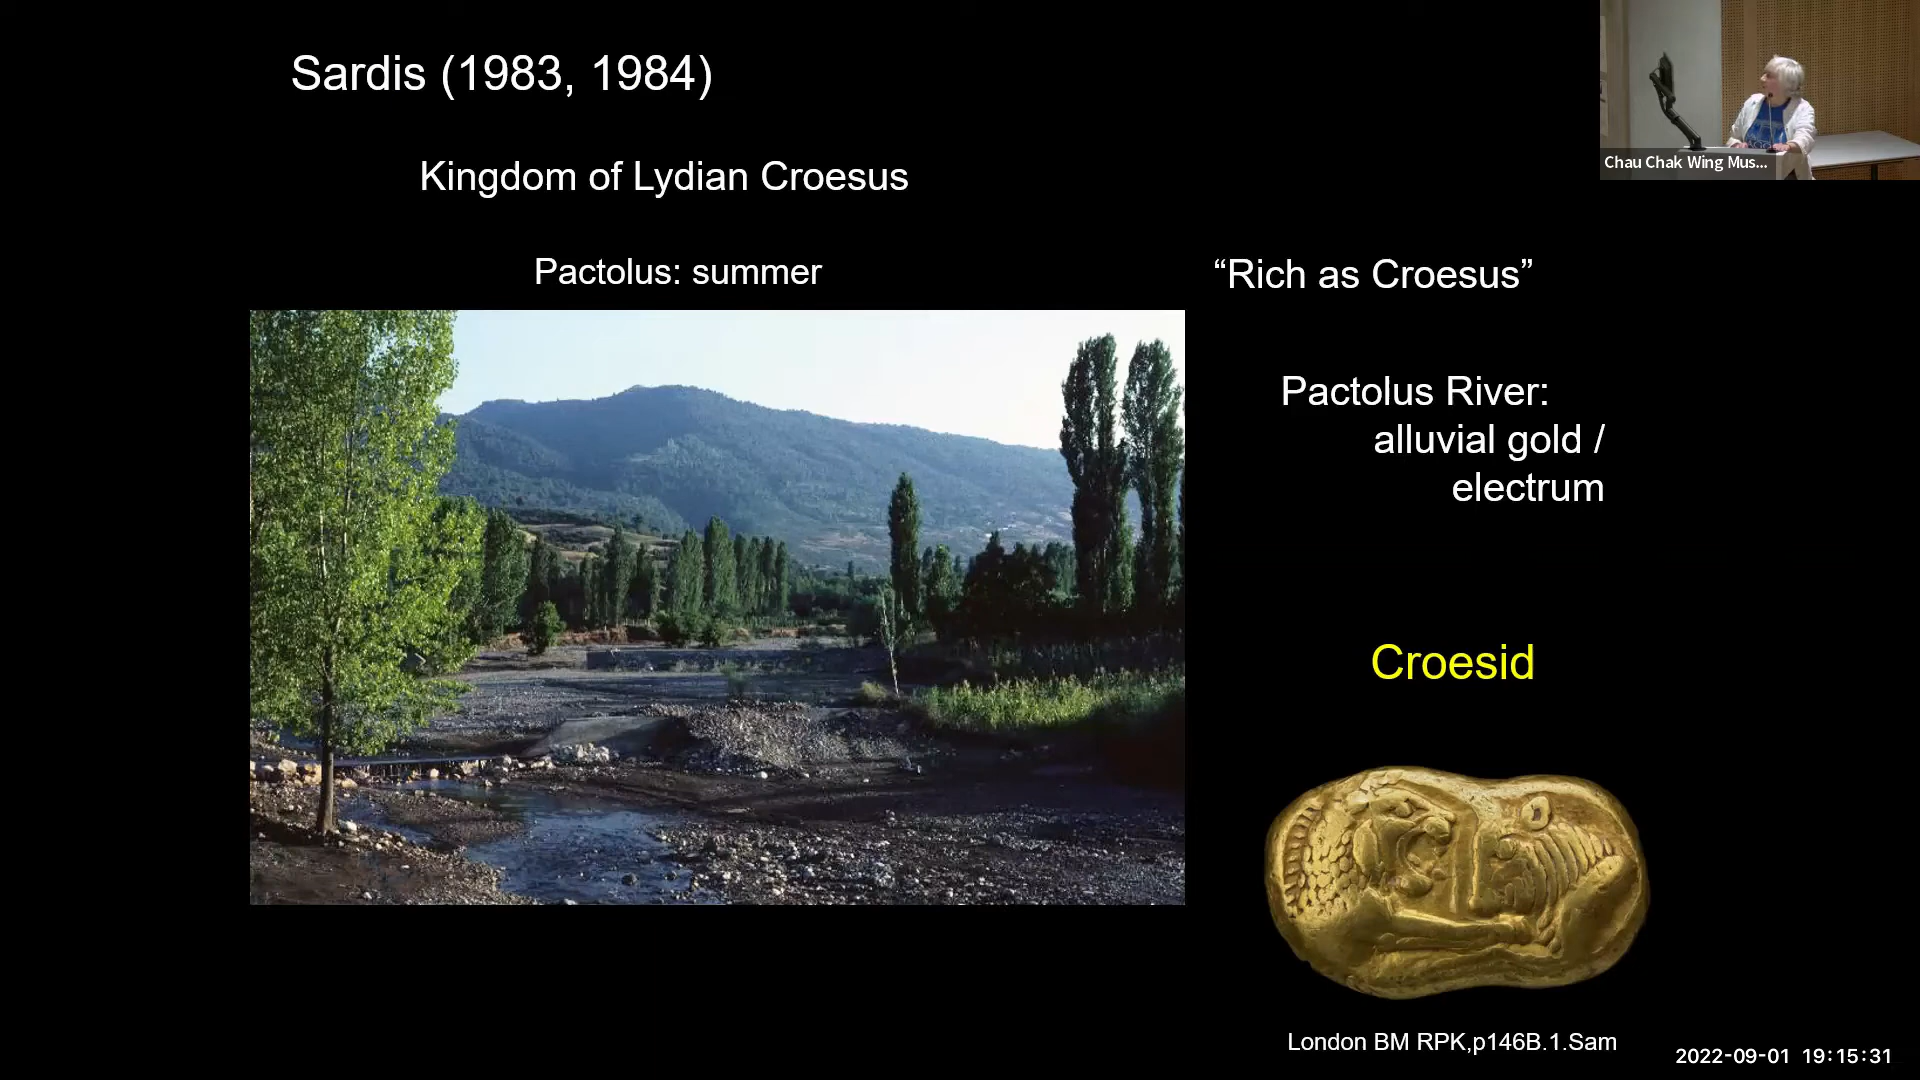 Sardis (1983, 1984)
Kingdom of Lydian Croesus
Pactolus: summer
“Rich as Croesus”
Pactolus River:
alluvial gold /
electrum
Croesid
London BM RPK,p146B.1.Sam
Chau Chak Wing Mus...
2022-09-01 19:15:31